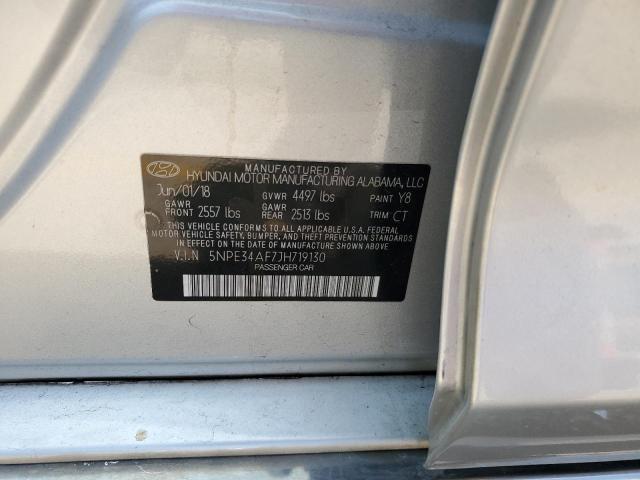 MANUFACTURED BY
HYUNDAI MOTOR MANUFACTURING ALABAMA, LLC
Jun/01/18 GVWR 4497 lbs PAINT Y8
GAWR FRONT 2557 lbs GAWR REAR 2513 lbs TRIM CT
THIS VEHICLE CONFORMS TO ALL APPLICABLE U.S.A FEDERAL
MOTOR VEHICLE SAFETY, BUMPER, AND THEFT PREVENTION
STANDARDS IN EFFECT ON THE DATE OF MANUFACTURE SHOWN ABOVE.
V.I.N 5NPE34AF7JH719130
PASSENGER CAR